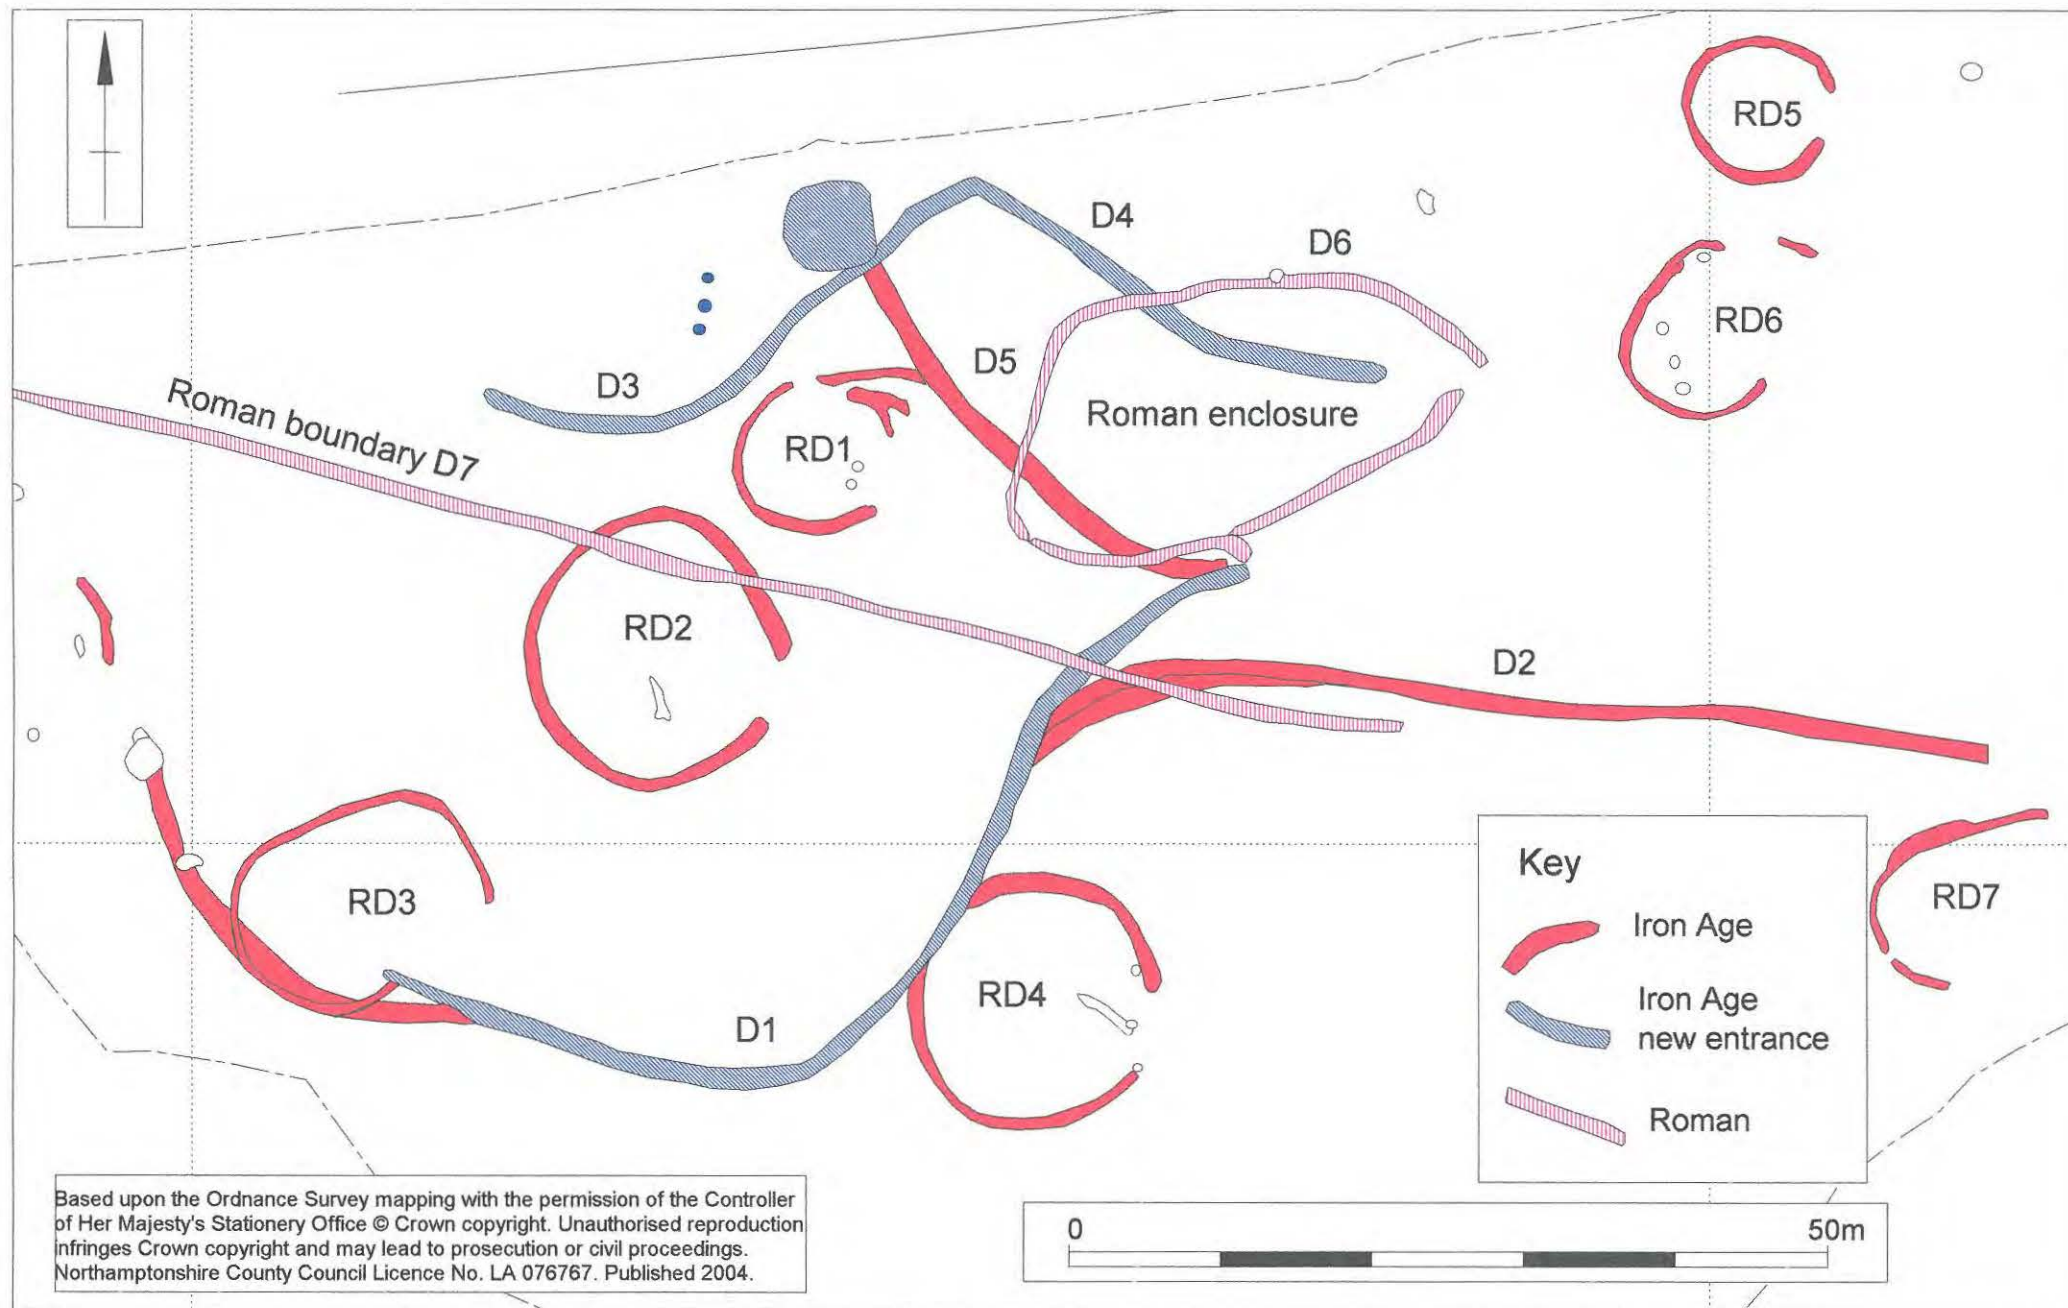 RD5
D4
D6
RD6
D5
D3
Roman enclosure
Roman boundary D7
RD1
RD2
D2
Key
RD3
RD7
Iron Age
RD4
Iron Age
new entrance
D1
Roman
Based upon the Ordnance Survey mapping with the permission of the Controller
of Her Majesty's Stationery Office © Crown copyright. Unauthorised reproduction
infringes Crown copyright and may lead to prosecution or civil proceedings.
Northamptonshire County Council Licence No. LA 076767. Published 2004.
0
50m